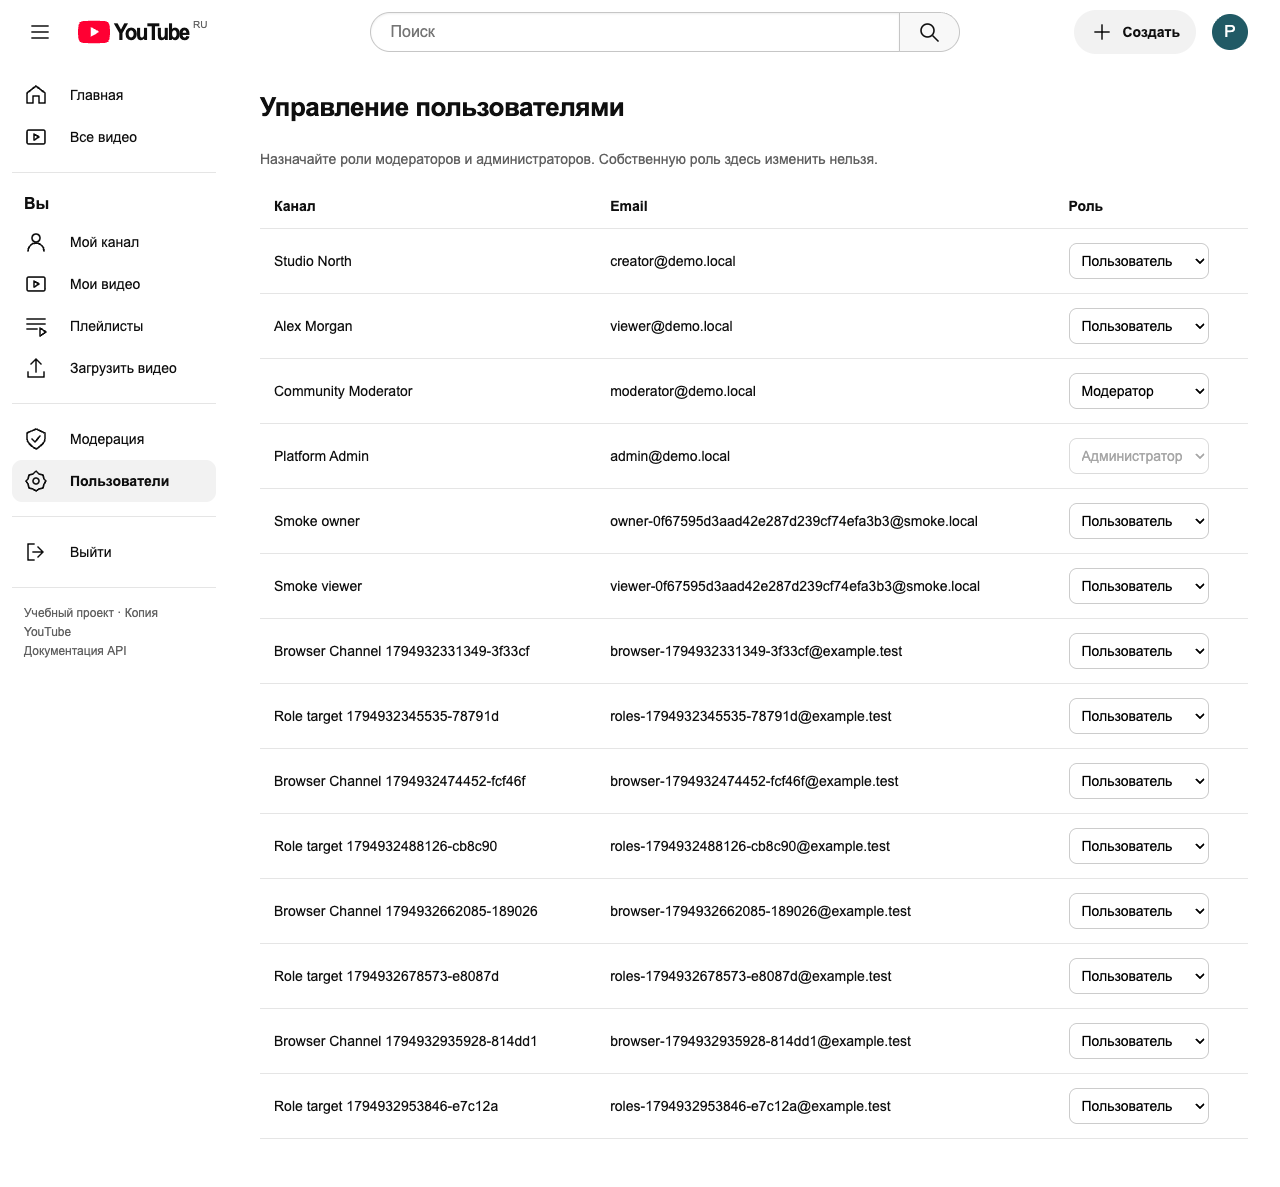 YouTube RU
Поиск
Создать
P
Главная
Все видео
Вы
Мой канал
Мои видео
Плейлисты
Загрузить видео
Модерация
Пользователи
Выйти
Учебный проект · Копия
YouTube
Документация API
Управление пользователями
Назначайте роли модераторов и администраторов. Собственную роль здесь изменить нельзя.
Канал Email Роль
Studio North creator@demo.local Пользователь
Alex Morgan viewer@demo.local Пользователь
Community Moderator moderator@demo.local Модератор
Platform Admin admin@demo.local Администратор
Smoke owner owner-0f67595d3aad42e287d239cf74efa3b3@smoke.local Пользователь
Smoke viewer viewer-0f67595d3aad42e287d239cf74efa3b3@smoke.local Пользователь
Browser Channel 1794932331349-3f33cf browser-1794932331349-3f33cf@example.test Пользователь
Role target 1794932345535-78791d roles-1794932345535-78791d@example.test Пользователь
Browser Channel 1794932474452-fcf46f browser-1794932474452-fcf46f@example.test Пользователь
Role target 1794932488126-cb8c90 roles-1794932488126-cb8c90@example.test Пользователь
Browser Channel 1794932662085-189026 browser-1794932662085-189026@example.test Пользователь
Role target 1794932678573-e8087d roles-1794932678573-e8087d@example.test Пользователь
Browser Channel 1794932935928-814dd1 browser-1794932935928-814dd1@example.test Пользователь
Role target 1794932953846-e7c12a roles-1794932953846-e7c12a@example.test Пользователь